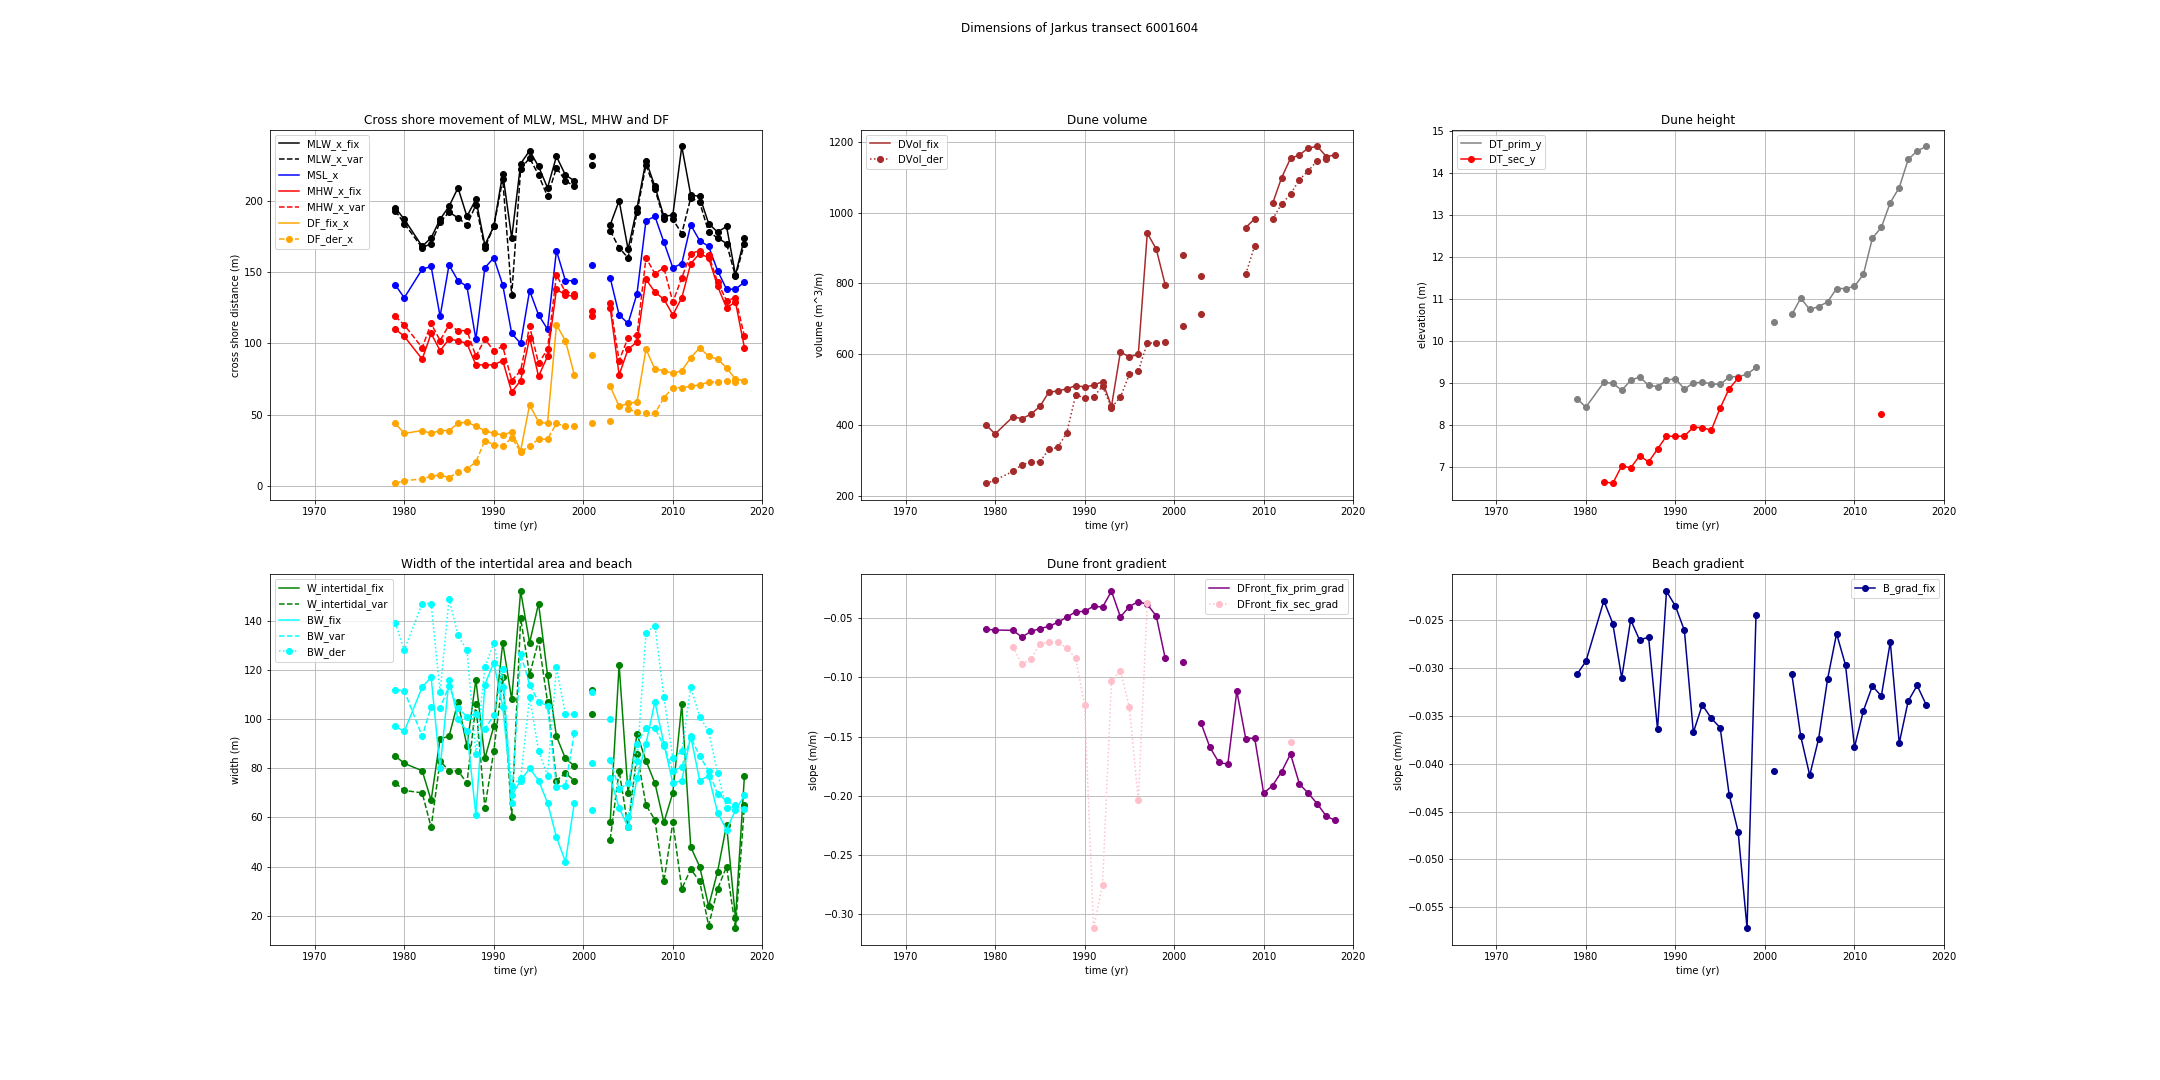 Dimensions of Jarkus transect 6001604
Cross shore movement of MLW, MSL, MHW and DF
MLW_x_fix
MLW_x_var
MSL_x
MHW_x_fix
MHW_x_var
DF_fix_x
DF_der_x
cross shore distance (m)
200
150
100
50
0
1970 1980 1990 2000 2010 2020
time (yr)
Dune volume
DVol_fix
DVol_der
volume (m^3/m)
1200
1000
800
600
400
200
1970 1980 1990 2000 2010 2020
time (yr)
Dune height
DT_prim_y
DT_sec_y
elevation (m)
15
14
13
12
11
10
9
8
7
1970 1980 1990 2000 2010 2020
time (yr)
Width of the intertidal area and beach
W_intertidal_fix
W_intertidal_var
BW_fix
BW_var
BW_der
width (m)
140
120
100
80
60
40
20
1970 1980 1990 2000 2010 2020
time (yr)
Dune front gradient
DFront_fix_prim_grad
DFront_fix_sec_grad
slope (m/m)
−0.05
−0.10
−0.15
−0.20
−0.25
−0.30
1970 1980 1990 2000 2010 2020
time (yr)
Beach gradient
B_grad_fix
slope (m/m)
−0.025
−0.030
−0.035
−0.040
−0.045
−0.050
−0.055
1970 1980 1990 2000 2010 2020
time (yr)